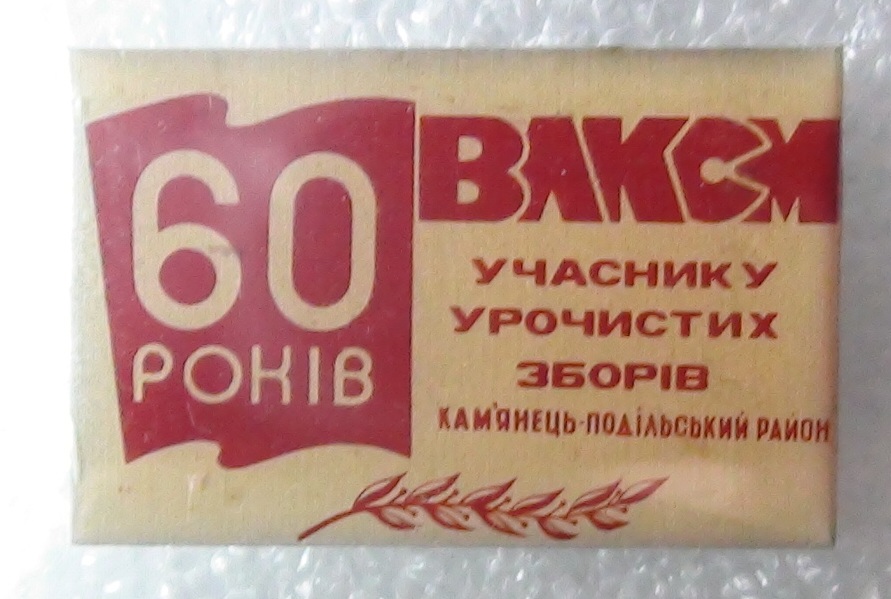 60
РОКІВ
ВЛКСМ
УЧАСНИКУ
УРОЧИСТИХ
ЗБОРІВ
КАМ'ЯНЕЦЬ-ПОДІЛЬСЬКИЙ РАЙОН